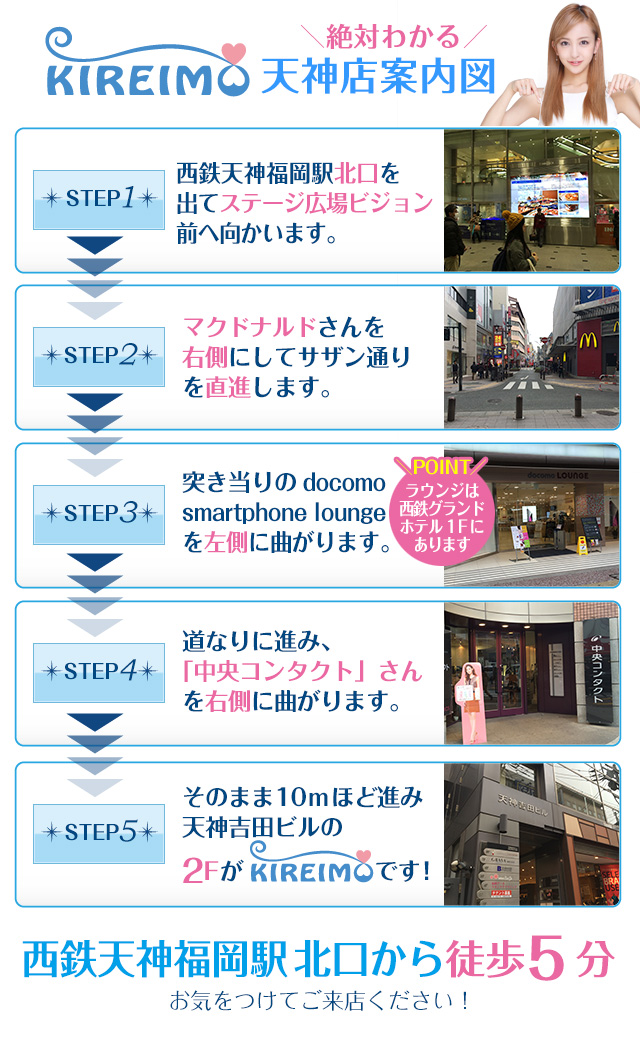 ＼絶対わかる／
KIREIMO 天神店案内図
STEP1
西鉄天神福岡駅北口を
出てステージ広場ビジョン
前へ向かいます。
STEP2
マクドナルドさんを
右側にしてサザン通り
を直進します。
STEP3
突き当りのdocomo
smartphone lounge
を左側に曲がります。
POINT
ラウンジは
西鉄グランド
ホテル1Fに
あります
docomo LOUNGE
STEP4
道なりに進み、
「中央コンタクト」さん
を右側に曲がります。
中央コンタクト
STEP5
そのまま10mほど進み
天神吉田ビルの
2FがKIREIMOです！
天神吉田ビル
西鉄天神福岡駅 北口から徒歩5分
お気をつけてご来店ください！